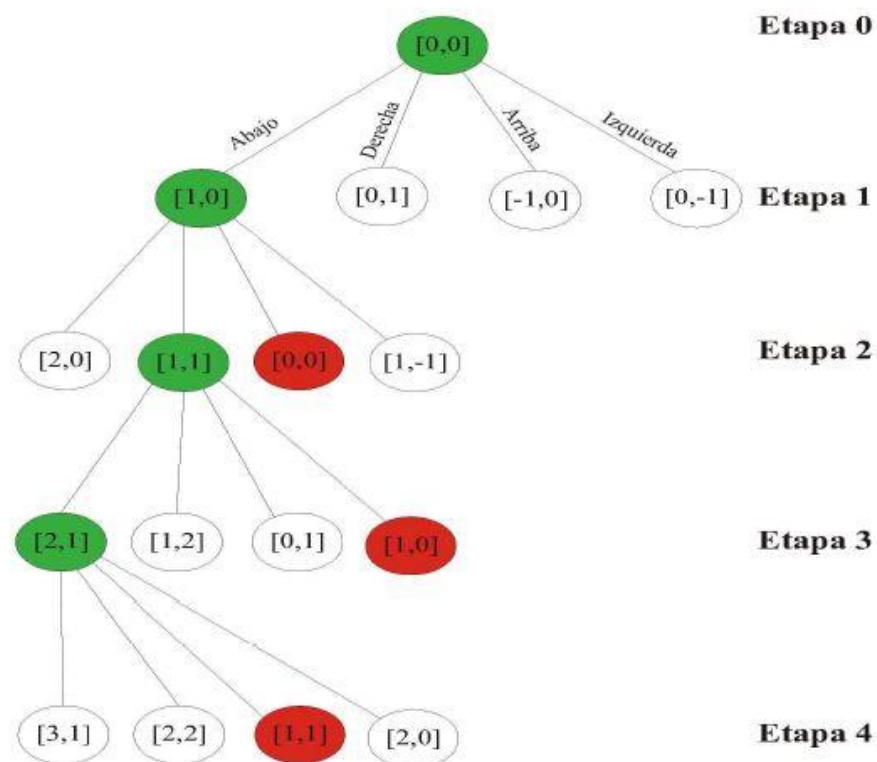 [0,0] Etapa 0
Abajo Derecha Arriba Izquierda
[1,0] [0,1] [-1,0] [0,-1] Etapa 1
[2,0] [1,1] [0,0] [1,-1] Etapa 2
[2,1] [1,2] [0,1] [1,0] Etapa 3
[3,1] [2,2] [1,1] [2,0] Etapa 4